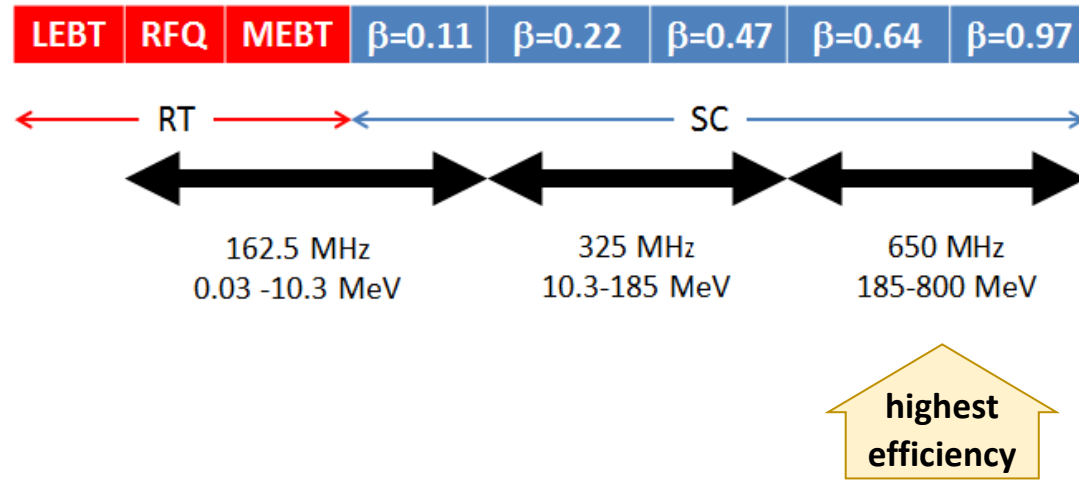 LEBT RFQ MEBT β=0.11 β=0.22 β=0.47 β=0.64 β=0.97
RT SC
162.5 MHz 325 MHz 650 MHz
0.03 -10.3 MeV 10.3-185 MeV 185-800 MeV
highest
efficiency